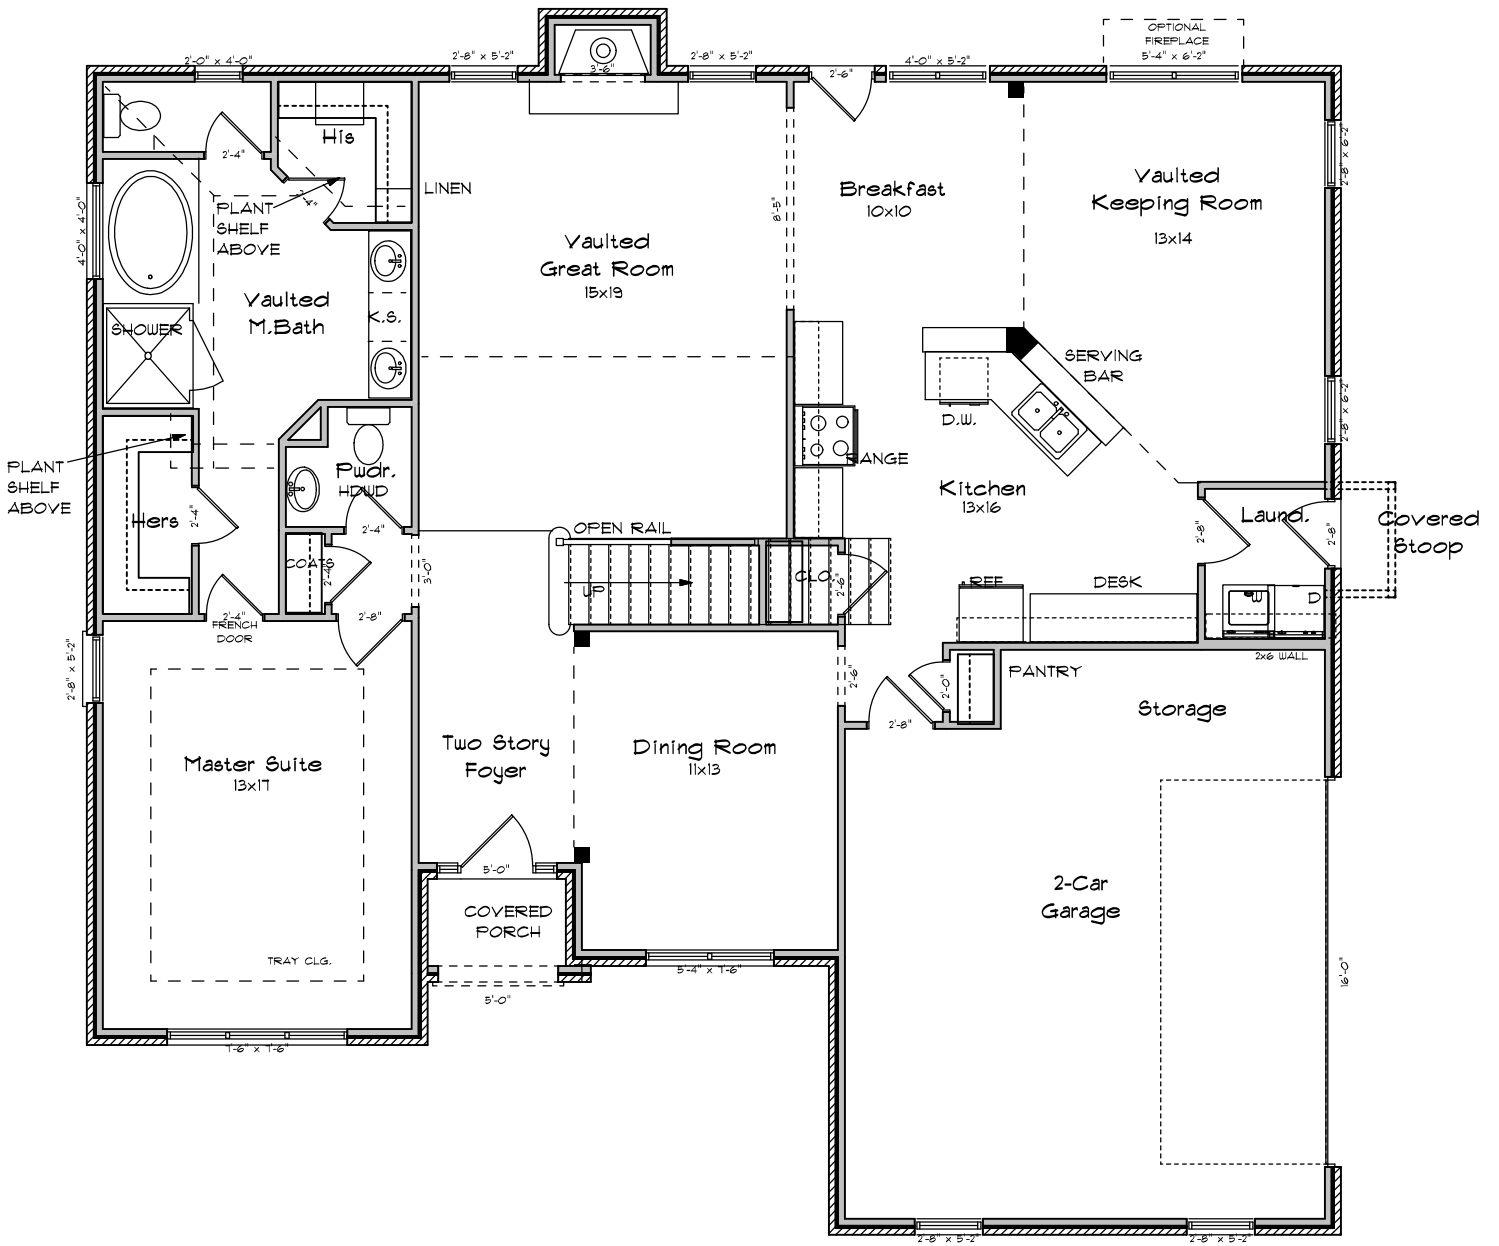 OPTIONAL
FIREPLACE
2'-0" x 4'-0"
2'-8" x 5'-2"
3'-6"
2'-8" x 5'-2"
2'-6"
4'-0" x 5'-2"
5'-4" x 6'-2"
His
2'-4"
LINEN
PLANT
SHELF
ABOVE
4'-0" x 4'-0"
8'-5"
2'-8" x 6'-2"
Breakfast
10x10
Vaulted
Keeping Room
13x14
Vaulted
Great Room
15x19
Vaulted
M.Bath
K.S.
SHOWER
SERVING
BAR
D.W.
2'-8" x 6'-2"
RANGE
PLANT
SHELF
ABOVE
Pwdr.
HDWD
Hers
2'-4"
2'-4"
Kitchen
13x16
Laund.
2'-8"
2'-8"
Covered
Stoop
OPEN RAIL
COATS
2'-4"
3'-0"
UP
CLO.
2'-6"
REF
DESK
W
D
2'-4"
FRENCH
DOOR
2'-8"
2'-8" x 5'-2"
2x6 WALL
PANTRY
2'-6"
2'-0"
2'-8"
Storage
Master Suite
13x17
Two Story
Foyer
Dining Room
11x13
5'-0"
2-Car
Garage
COVERED
PORCH
TRAY CLG.
5'-4" x 7'-6"
5'-0"
16'-0"
7'-6" x 7'-6"
2'-8" x 5'-2"
2'-8" x 5'-2"